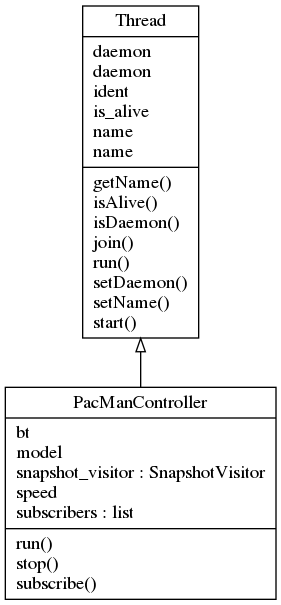 Thread
daemon
daemon
ident
is_alive
name
name
getName()
isAlive()
isDaemon()
join()
run()
setDaemon()
setName()
start()
PacManController
bt
model
snapshot_visitor : SnapshotVisitor
speed
subscribers : list
run()
stop()
subscribe()